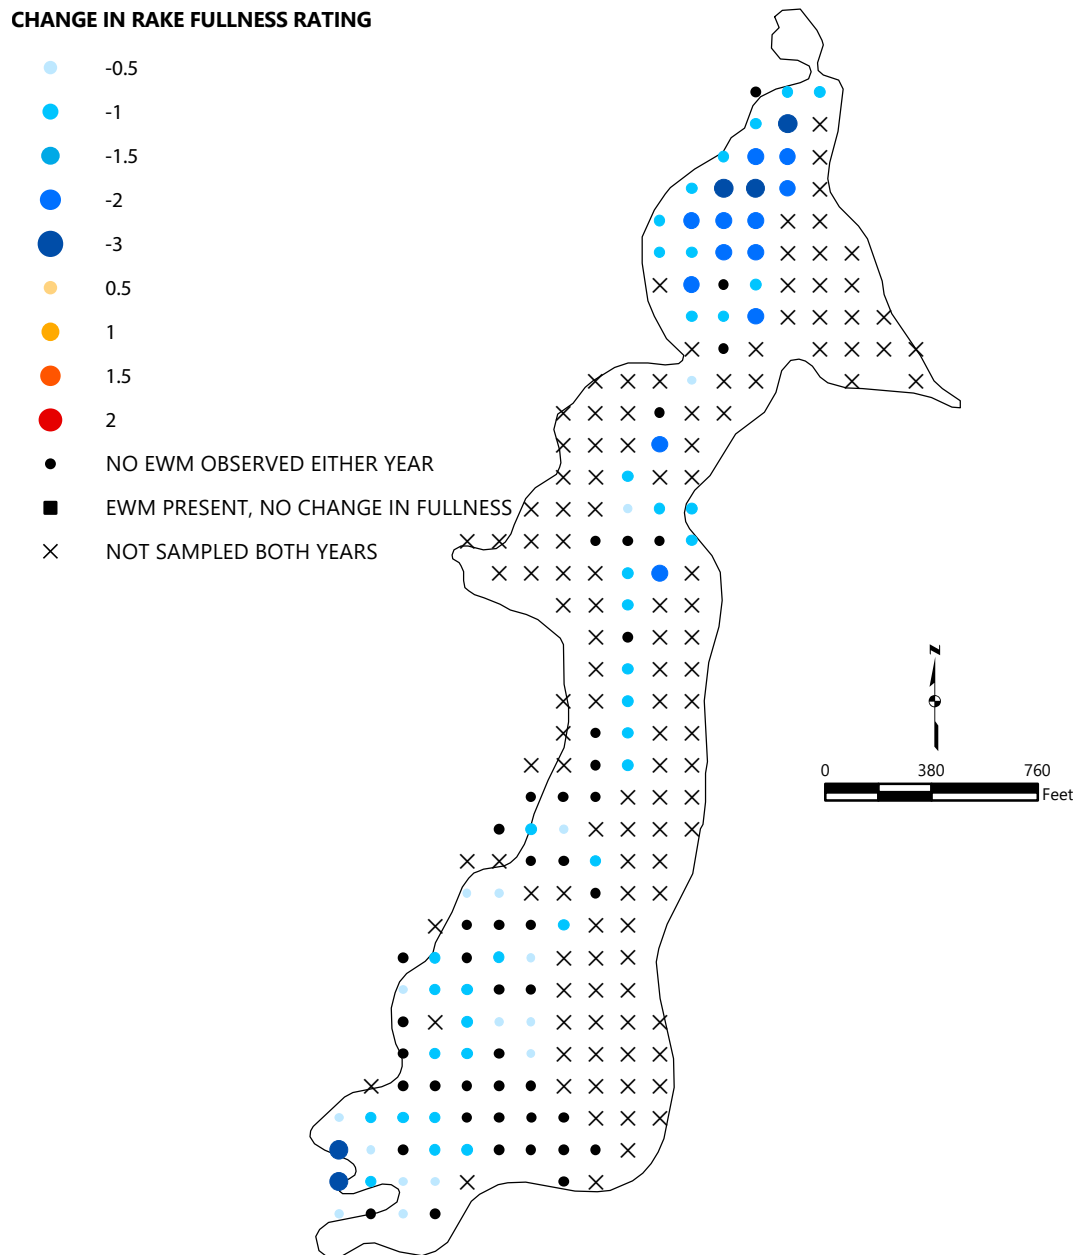 CHANGE IN RAKE FULLNESS RATING
-0.5
-1
-1.5
-2
-3
0.5
1
1.5
2
NO EWM OBSERVED EITHER YEAR
EWM PRESENT, NO CHANGE IN FULLNESS
NOT SAMPLED BOTH YEARS
N
0 380 760
Feet